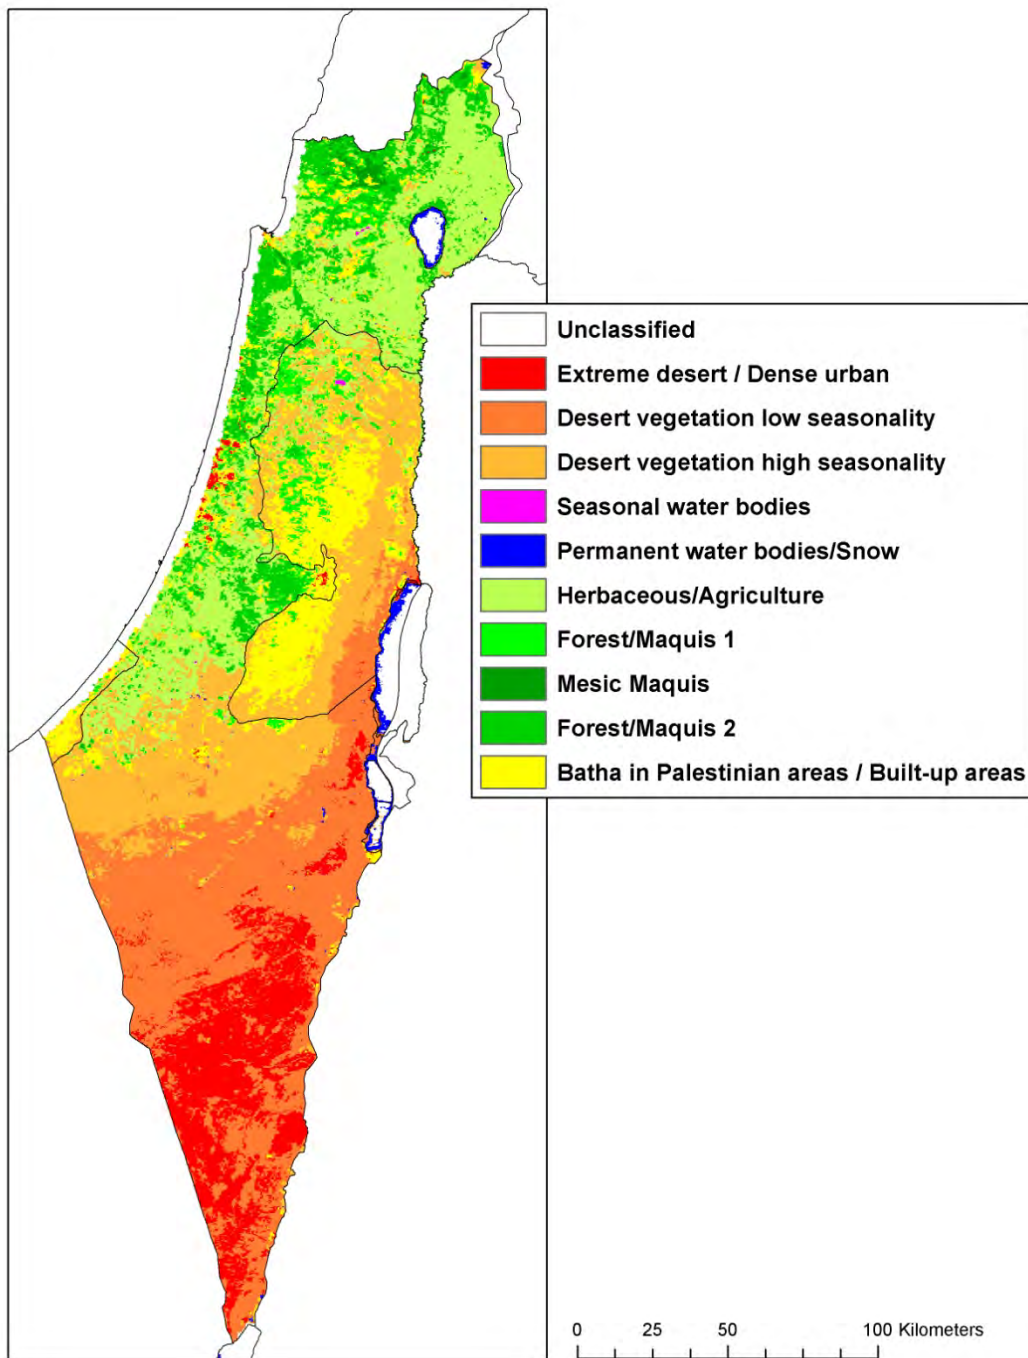 Unclassified
Extreme desert / Dense urban
Desert vegetation low seasonality
Desert vegetation high seasonality
Seasonal water bodies
Permanent water bodies/Snow
Herbaceous/Agriculture
Forest/Maquis 1
Mesic Maquis
Forest/Maquis 2
Batha in Palestinian areas / Built-up areas
0 25 50 100 Kilometers